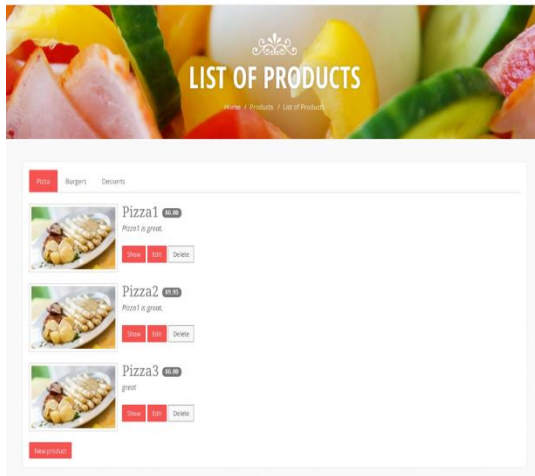 LIST OF PRODUCTS
Home / Products / List of Products
Pizza Burgers Desserts
Pizza1 $6.00
Pizza1 is great.
Show Edit Delete
Pizza2 $9.95
Pizza1 is great.
Show Edit Delete
Pizza3 $6.00
great
Show Edit Delete
New product